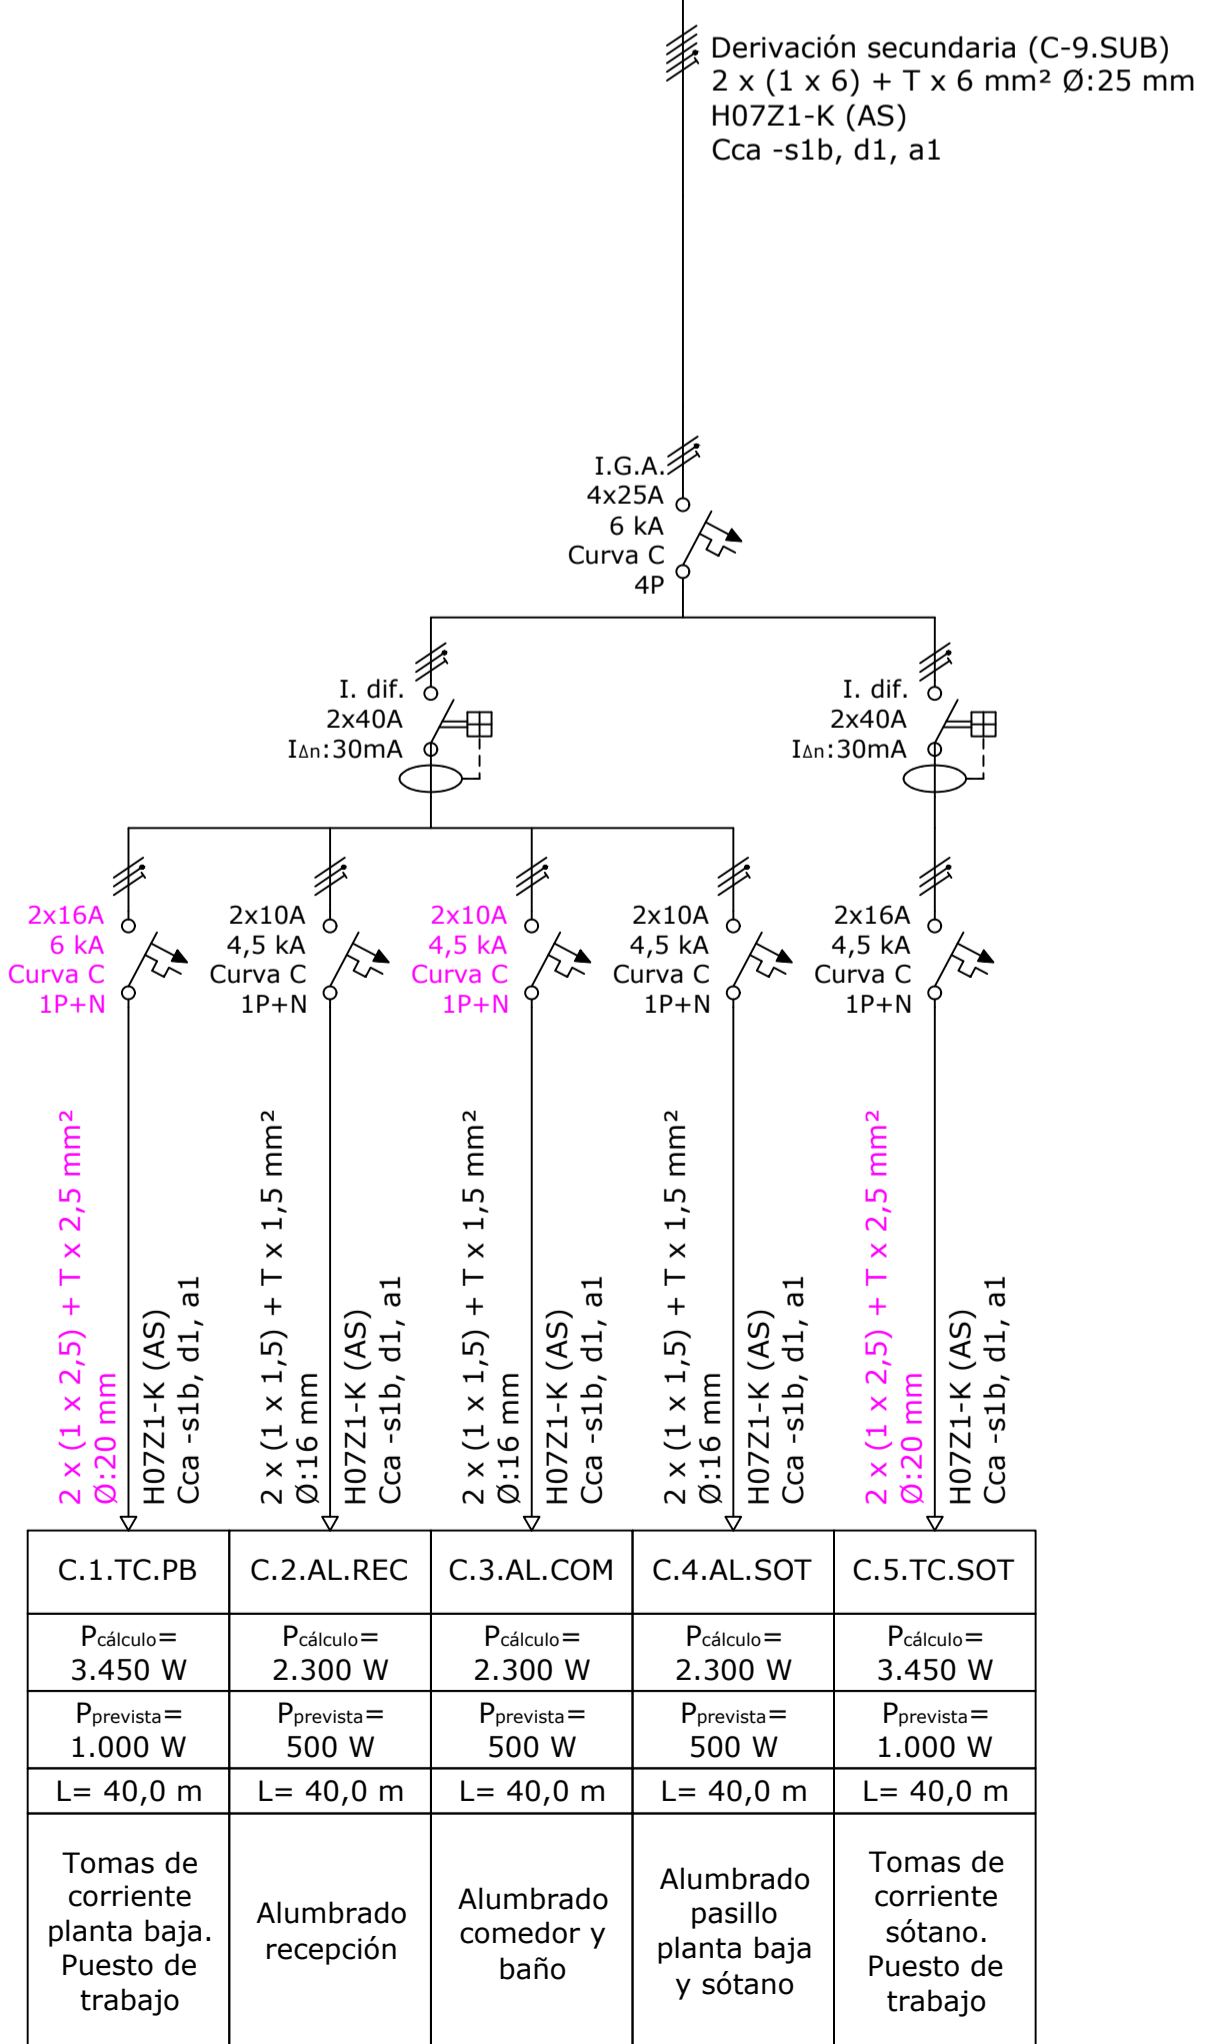 Derivación secundaria (C-9.SUB)
2 x (1 x 6) + T x 6 mm² Ø:25 mm
H07Z1-K (AS)
Cca -s1b, d1, a1
I.G.A.
4x25A
6 kA
Curva C
4P
I. dif.
2x40A
IΔn:30mA
I. dif.
2x40A
IΔn:30mA
2x16A
6 kA
Curva C
1P+N
2x10A
4,5 kA
Curva C
1P+N
2x10A
4,5 kA
Curva C
1P+N
2x10A
4,5 kA
Curva C
1P+N
2x16A
4,5 kA
Curva C
1P+N
2 x (1 x 2,5) + T x 2,5 mm²
Ø:20 mm
H07Z1-K (AS)
Cca -s1b, d1, a1
2 x (1 x 1,5) + T x 1,5 mm²
Ø:16 mm
H07Z1-K (AS)
Cca -s1b, d1, a1
2 x (1 x 1,5) + T x 1,5 mm²
Ø:16 mm
H07Z1-K (AS)
Cca -s1b, d1, a1
2 x (1 x 1,5) + T x 1,5 mm²
Ø:16 mm
H07Z1-K (AS)
Cca -s1b, d1, a1
2 x (1 x 2,5) + T x 2,5 mm²
Ø:20 mm
H07Z1-K (AS)
Cca -s1b, d1, a1
C.1.TC.PB
C.2.AL.REC
C.3.AL.COM
C.4.AL.SOT
C.5.TC.SOT
Pcálculo=
3.450 W
Pcálculo=
2.300 W
Pcálculo=
2.300 W
Pcálculo=
2.300 W
Pcálculo=
3.450 W
Pprevista=
1.000 W
Pprevista=
500 W
Pprevista=
500 W
Pprevista=
500 W
Pprevista=
1.000 W
L= 40,0 m
L= 40,0 m
L= 40,0 m
L= 40,0 m
L= 40,0 m
Tomas de
corriente
planta baja.
Puesto de
trabajo
Alumbrado
recepción
Alumbrado
comedor y
baño
Alumbrado
pasillo
planta baja
y sótano
Tomas de
corriente
sótano.
Puesto de
trabajo